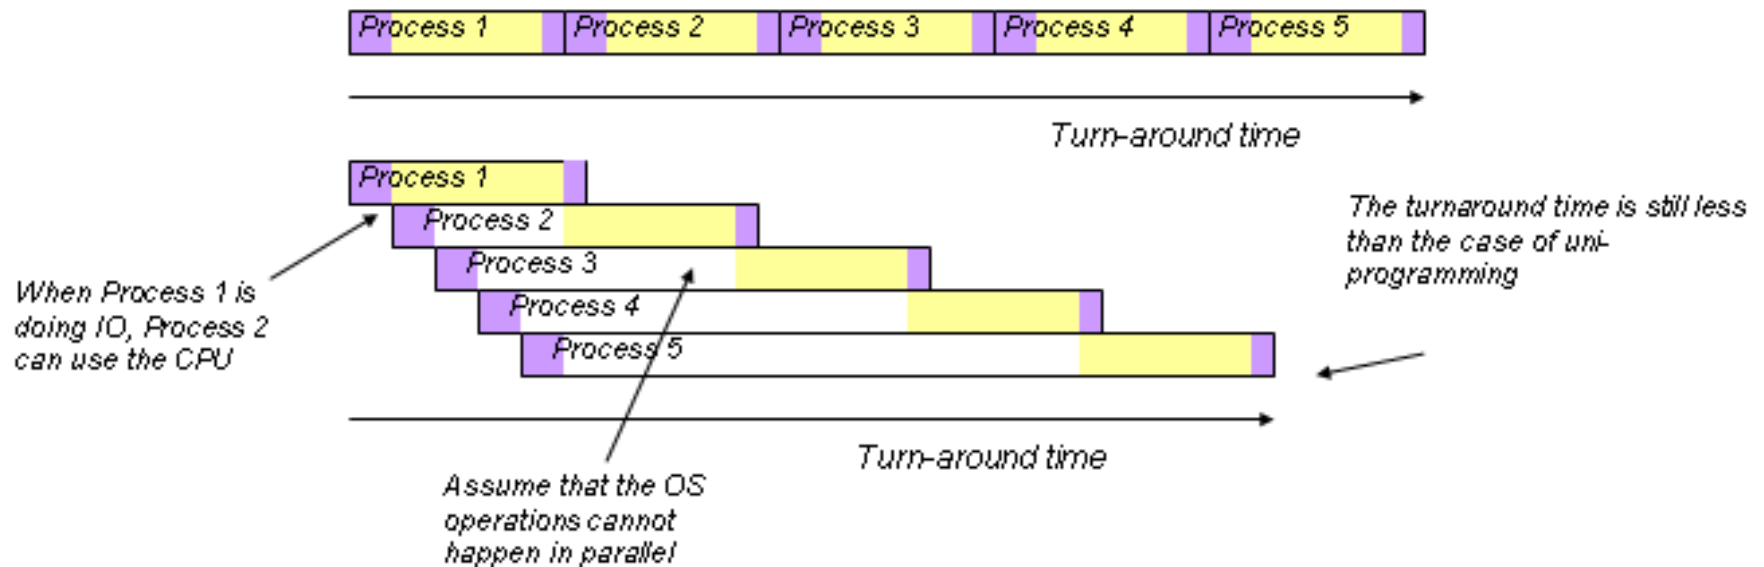 Process 1
Process 2
Process 3
Process 4
Process 5
Turn-around time
Process 1
Process 2
Process 3
Process 4
Process 5
The turnaround time is still less
than the case of uni-
programming
When Process 1 is
doing IO, Process 2
can use the CPU
Turn-around time
Assume that the OS
operations cannot
happen in parallel